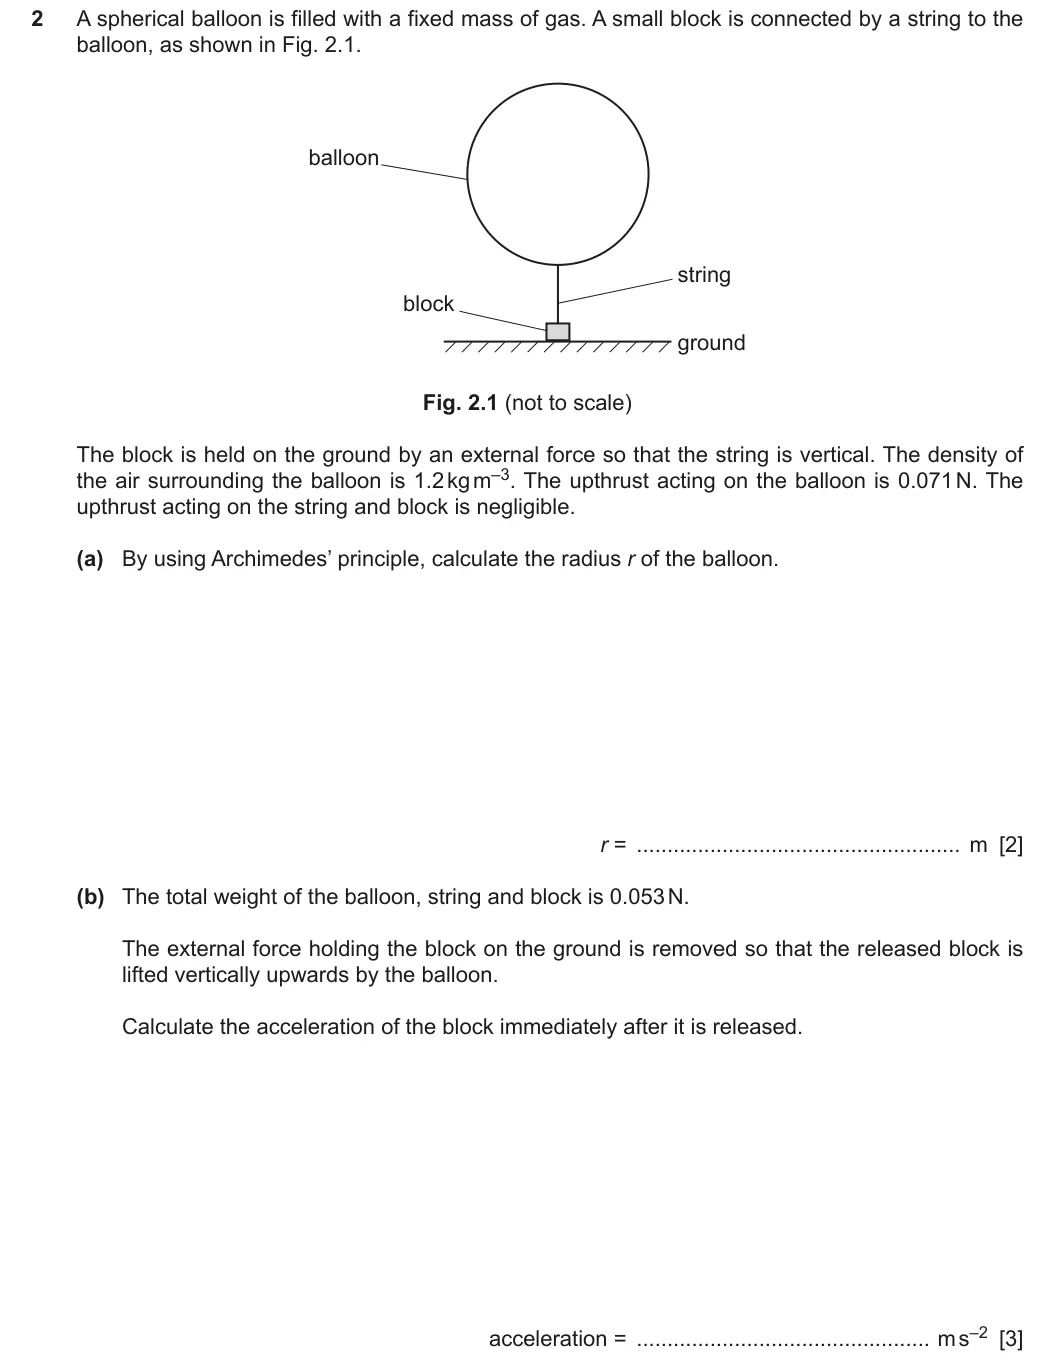 2 A spherical balloon is filled with a fixed mass of gas. A small block is connected by a string to the
balloon, as shown in Fig. 2.1.
balloon
string
block
ground
Fig. 2.1 (not to scale)
The block is held on the ground by an external force so that the string is vertical. The density of
the air surrounding the balloon is 1.2 kg m⁻³. The upthrust acting on the balloon is 0.071 N. The
upthrust acting on the string and block is negligible.
(a) By using Archimedes’ principle, calculate the radius r of the balloon.
r = ..................................................... m [2]
(b) The total weight of the balloon, string and block is 0.053 N.
The external force holding the block on the ground is removed so that the released block is
lifted vertically upwards by the balloon.
Calculate the acceleration of the block immediately after it is released.
acceleration = ................................................ m s⁻² [3]